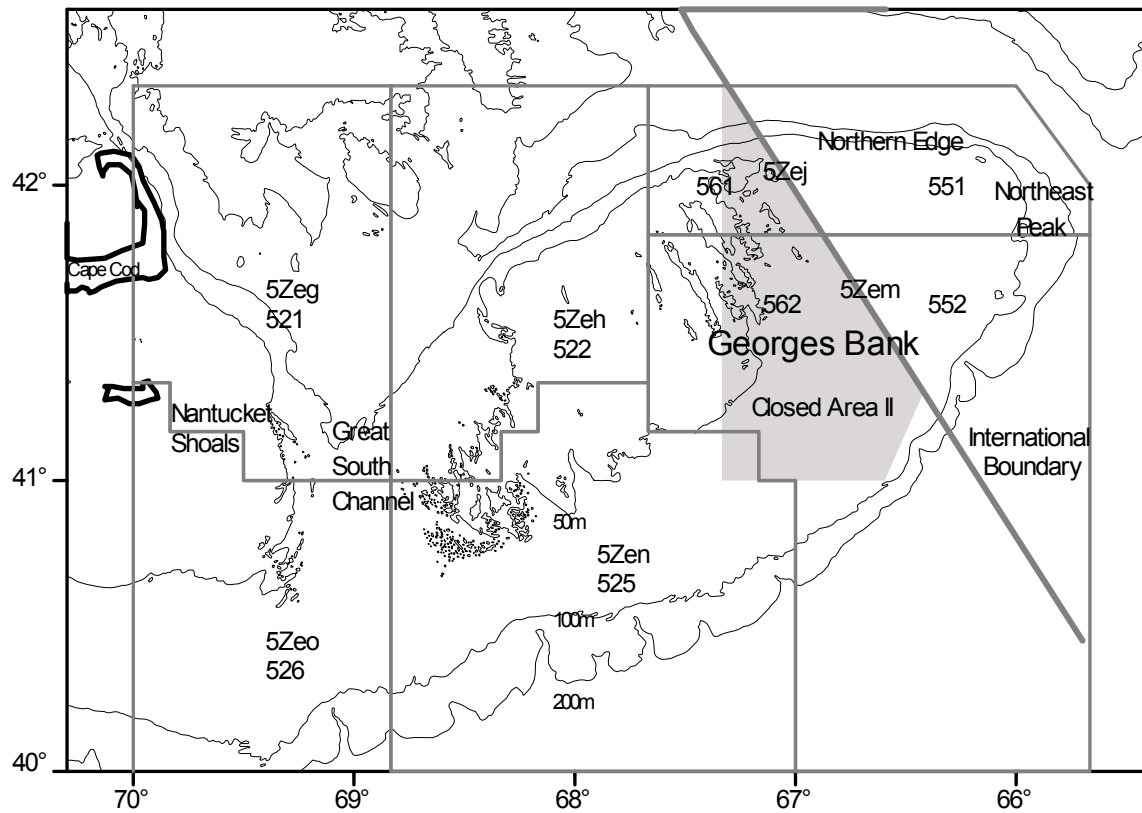 Northern Edge
5Zej
42°
561
551
Northeast
Peak
Cape Cod
5Zeg
521
5Zeh
522
5Zem
562
552
Georges Bank
Closed Area II
Nantucket
Shoals
Great
South
Channel
International
Boundary
41°
50m
5Zen
525
100m
5Zeo
526
200m
40°
70°
69°
68°
67°
66°